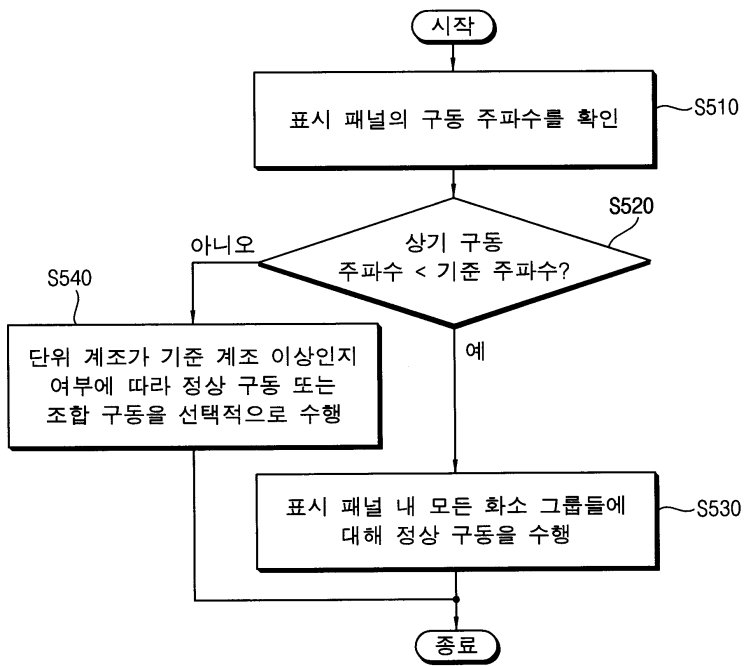 시작
표시 패널의 구동 주파수를 확인
S510
S520
상기 구동
주파수 < 기준 주파수?
아니오
예
S540
단위 계조가 기준 계조 이상인지
여부에 따라 정상 구동 또는
조합 구동을 선택적으로 수행
표시 패널 내 모든 화소 그룹들에
대해 정상 구동을 수행
S530
종료